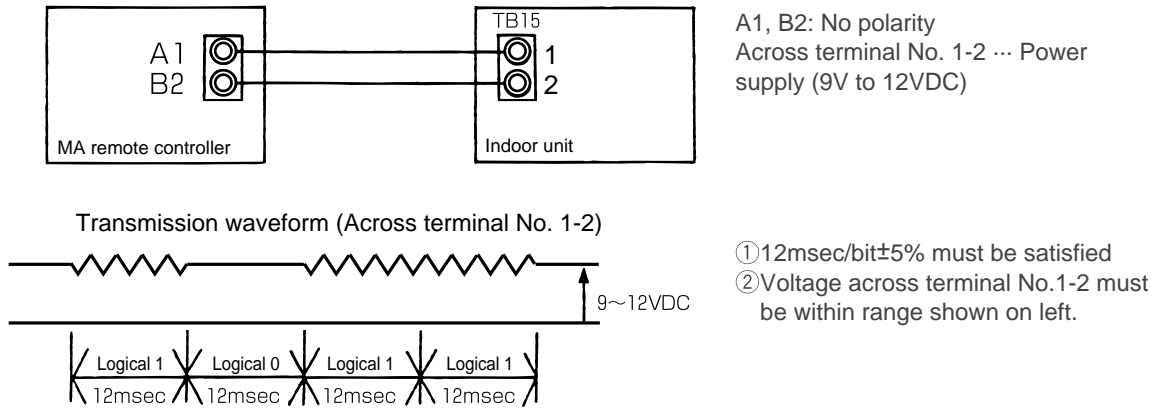 TB15
A1
B2
1
2
MA remote controller
Indoor unit
A1, B2: No polarity
Across terminal No. 1-2 ··· Power
supply (9V to 12VDC)
Transmission waveform (Across terminal No. 1-2)
9~12VDC
Logical 1 Logical 0 Logical 1 Logical 1
12msec 12msec 12msec 12msec
①12msec/bit±5% must be satisfied
②Voltage across terminal No.1-2 must
be within range shown on left.